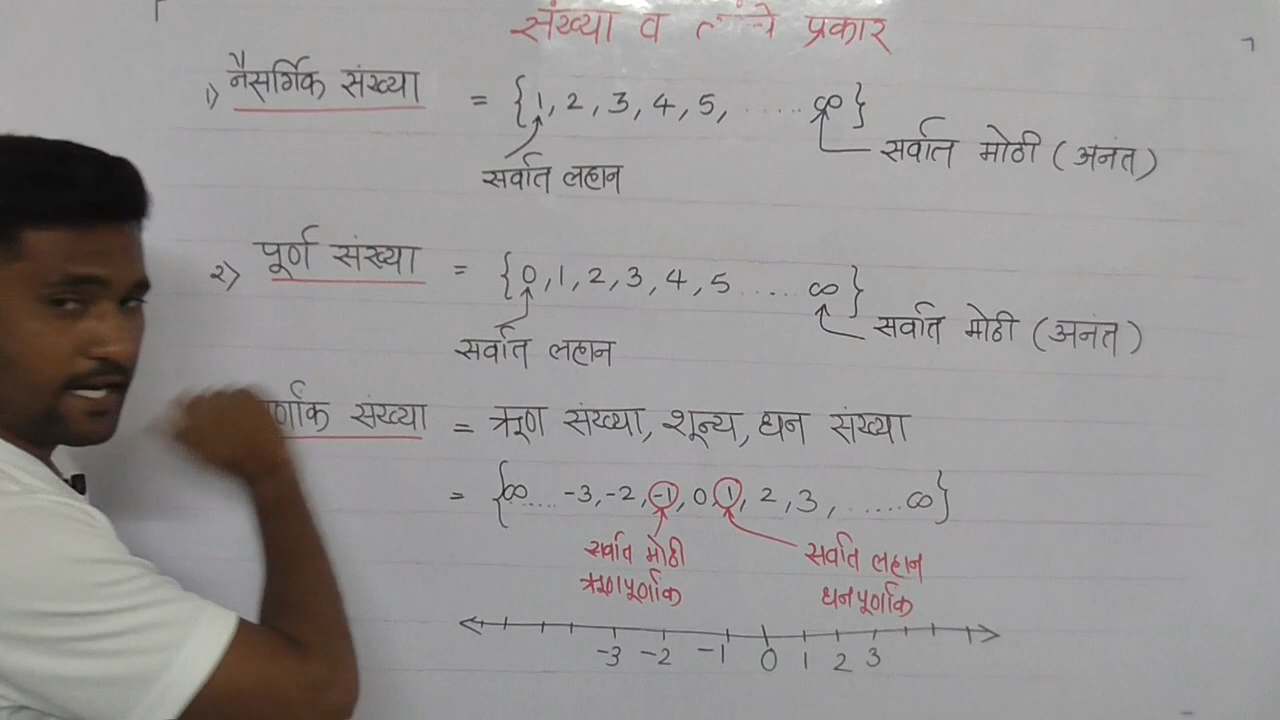 संख्या व त्यांचे प्रकार
१) नैसर्गिक संख्या = {1, 2, 3, 4, 5, ...... ∞}
सर्वात लहान
सर्वात मोठी (अनंत)
२) पूर्ण संख्या = {0, 1, 2, 3, 4, 5 ...... ∞}
सर्वात लहान
सर्वात मोठी (अनंत)
र्णांक संख्या = ऋण संख्या, शून्य, धन संख्या
= {∞ .... -3, -2, -1, 0, 1, 2, 3, ...... ∞}
सर्वात मोठी
ऋणपूर्णांक
सर्वात लहान
धनपूर्णांक
-3 -2 -1 0 1 2 3